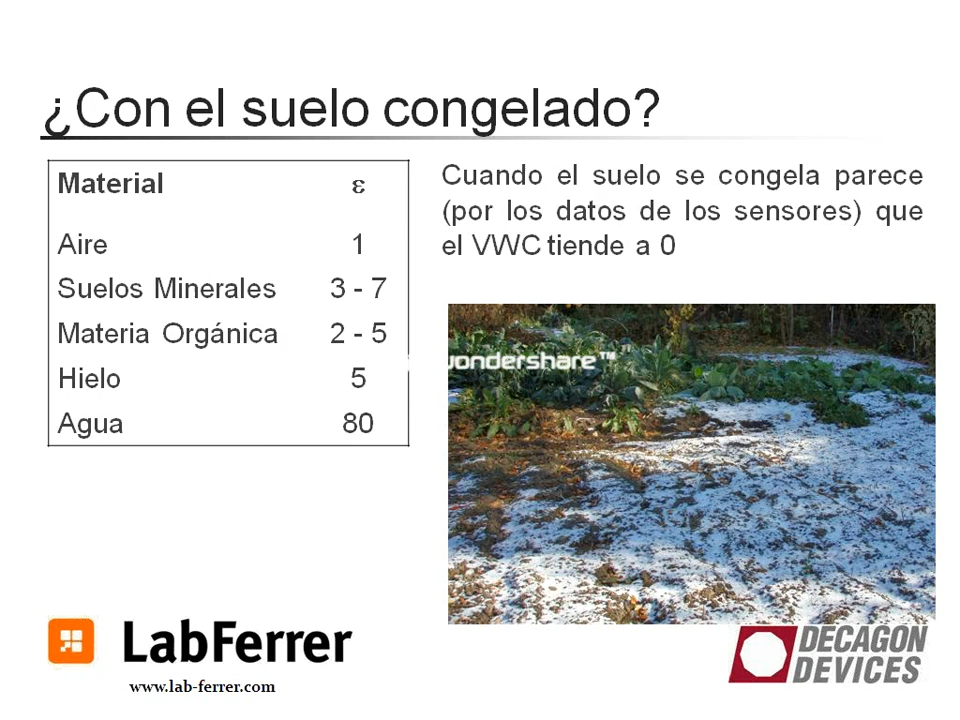 ¿Con el suelo congelado?
Material ε
Aire 1
Suelos Minerales 3 - 7
Materia Orgánica 2 - 5
Hielo 5
Agua 80
Cuando el suelo se congela parece
(por los datos de los sensores) que
el VWC tiende a 0
wondershare™
LabFerrer
www.lab-ferrer.com
DECAGON
DEVICES